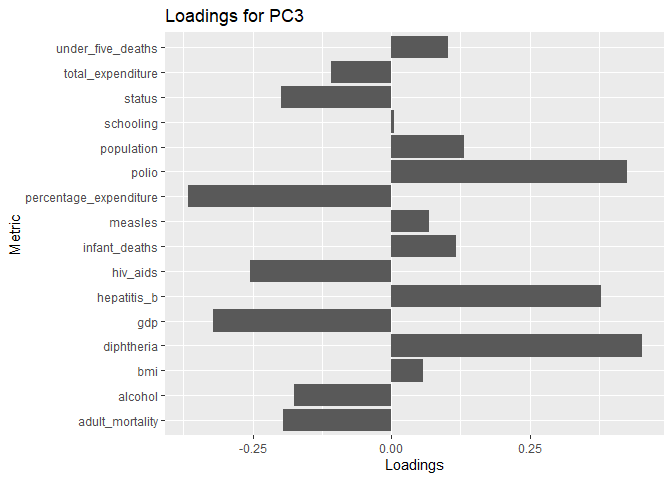 Loadings for PC3
under_five_deaths
total_expenditure
status
schooling
population
polio
percentage_expenditure
measles
infant_deaths
hiv_aids
hepatitis_b
gdp
diphtheria
bmi
alcohol
adult_mortality
Metric
-0.25 0.00 0.25
Loadings